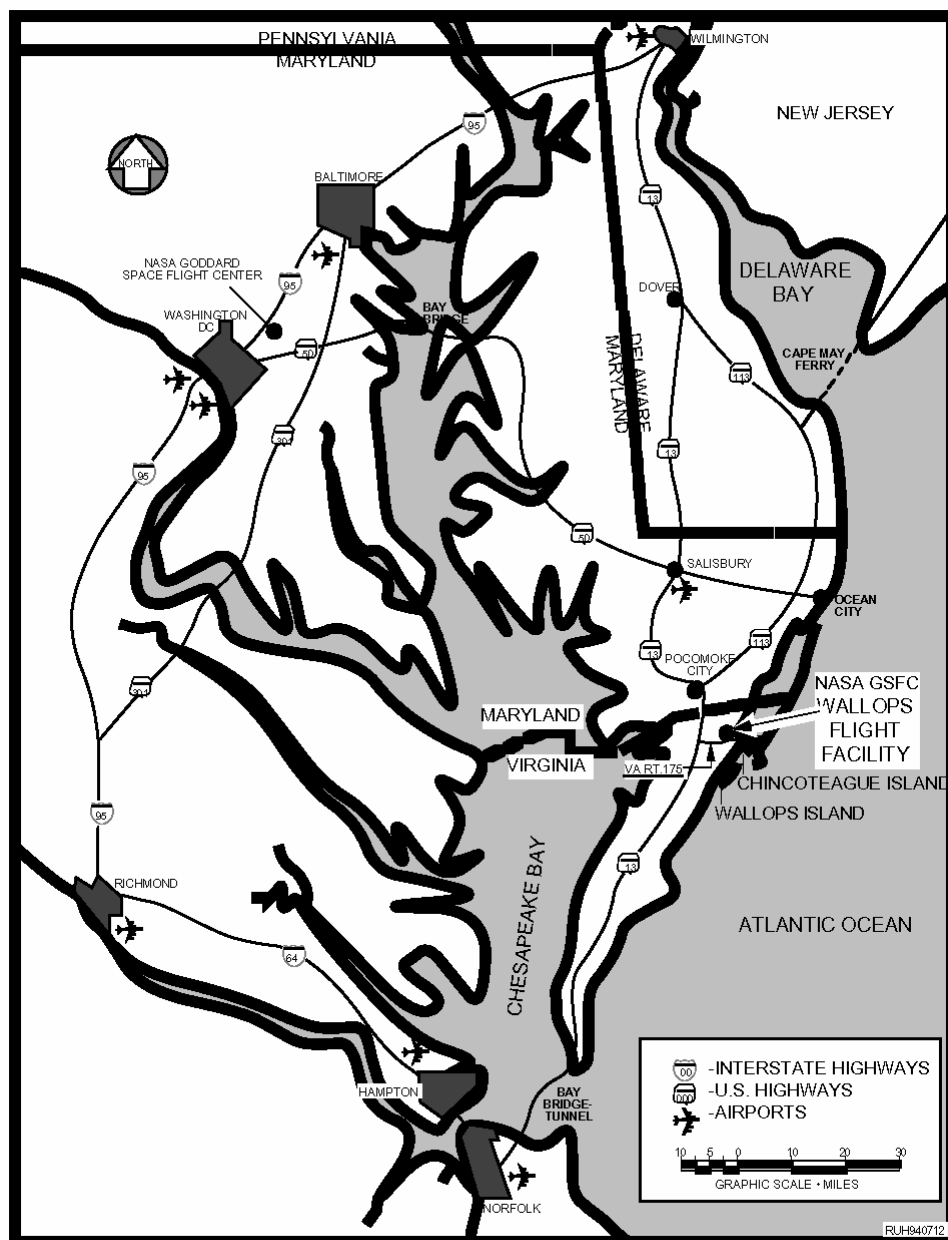 PENNSYLVANIA
MARYLAND
WILMINGTON
NEW JERSEY
95
NORTH
BALTIMORE
13
NASA GODDARD
SPACE FLIGHT CENTER
95
DELAWARE
BAY
DOVER
WASHINGTON
DC
BAY
BRIDGE
50
DELAWARE
MARYLAND
CAPE MAY
FERRY
113
301
13
95
50
SALISBURY
OCEAN
CITY
13
113
POCOMOKE
CITY
301
NASA GSFC
WALLOPS
FLIGHT
FACILITY
MARYLAND
VIRGINIA
VA RT.175
CHINCOTEAGUE ISLAND
WALLOPS ISLAND
95
13
RICHMOND
CHESAPEAKE BAY
ATLANTIC OCEAN
64
HAMPTON
BAY
BRIDGE-
TUNNEL
NORFOLK
00 -INTERSTATE HIGHWAYS
000 -U.S. HIGHWAYS
-AIRPORTS
10 5 0 10 20 30
GRAPHIC SCALE • MILES
RUH940712